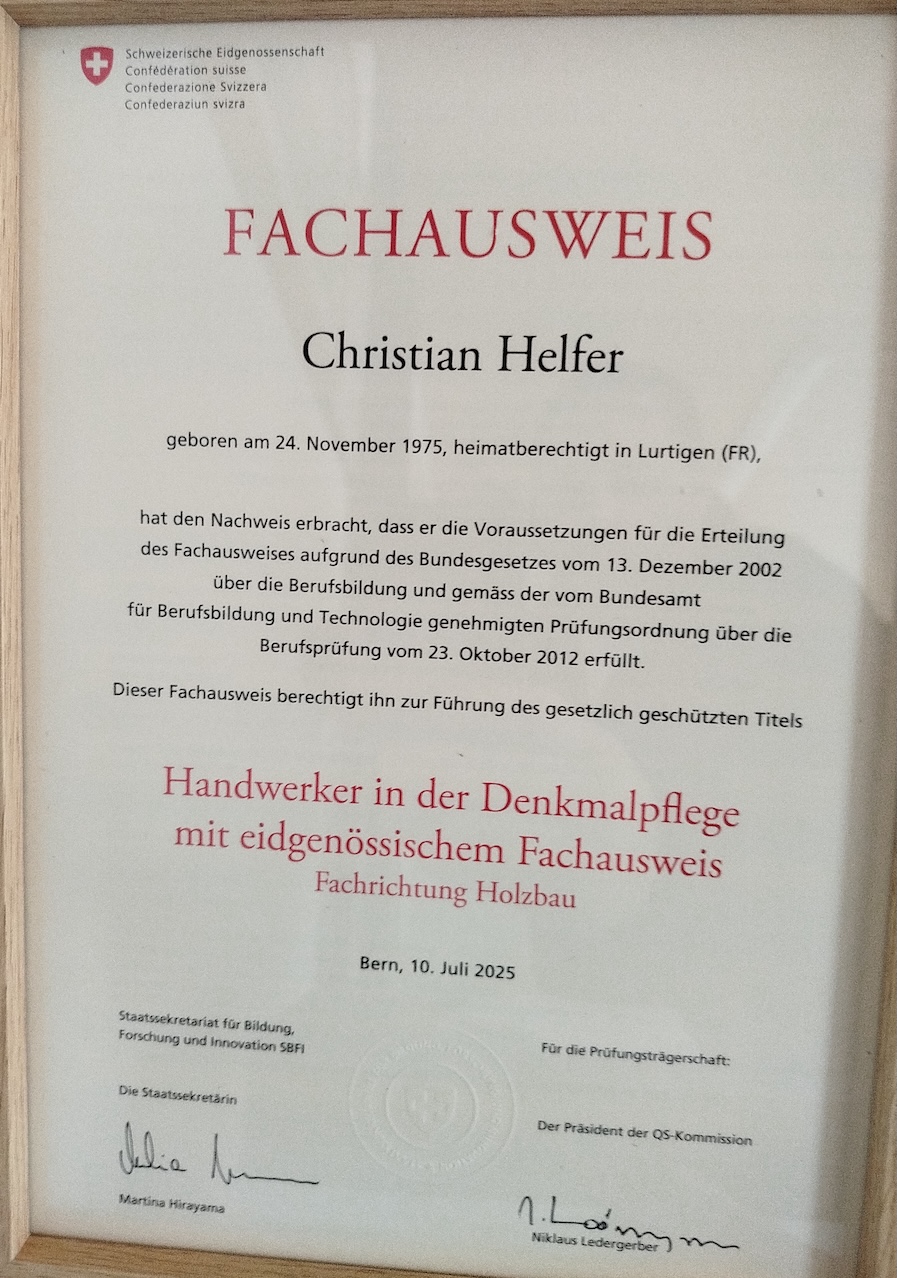 Schweizerische Eidgenossenschaft
Confédération suisse
Confederazione Svizzera
Confederaziun svizra
FACHAUSWEIS
Christian Helfer
geboren am 24. November 1975, heimatberechtigt in Lurtigen (FR),
hat den Nachweis erbracht, dass er die Voraussetzungen für die Erteilung
des Fachausweises aufgrund des Bundesgesetzes vom 13. Dezember 2002
über die Berufsbildung und gemäss der vom Bundesamt
für Berufsbildung und Technologie genehmigten Prüfungsordnung über die
Berufsprüfung vom 23. Oktober 2012 erfüllt.
Dieser Fachausweis berechtigt ihn zur Führung des gesetzlich geschützten Titels
Handwerker in der Denkmalpflege
mit eidgenössischem Fachausweis
Fachrichtung Holzbau
Bern, 10. Juli 2025
Staatssekretariat für Bildung,
Forschung und Innovation SBFI
Die Staatssekretärin
Martina Hirayama
Für die Prüfungsträgerschaft:
Der Präsident der QS-Kommission
Niklaus Ledergerber